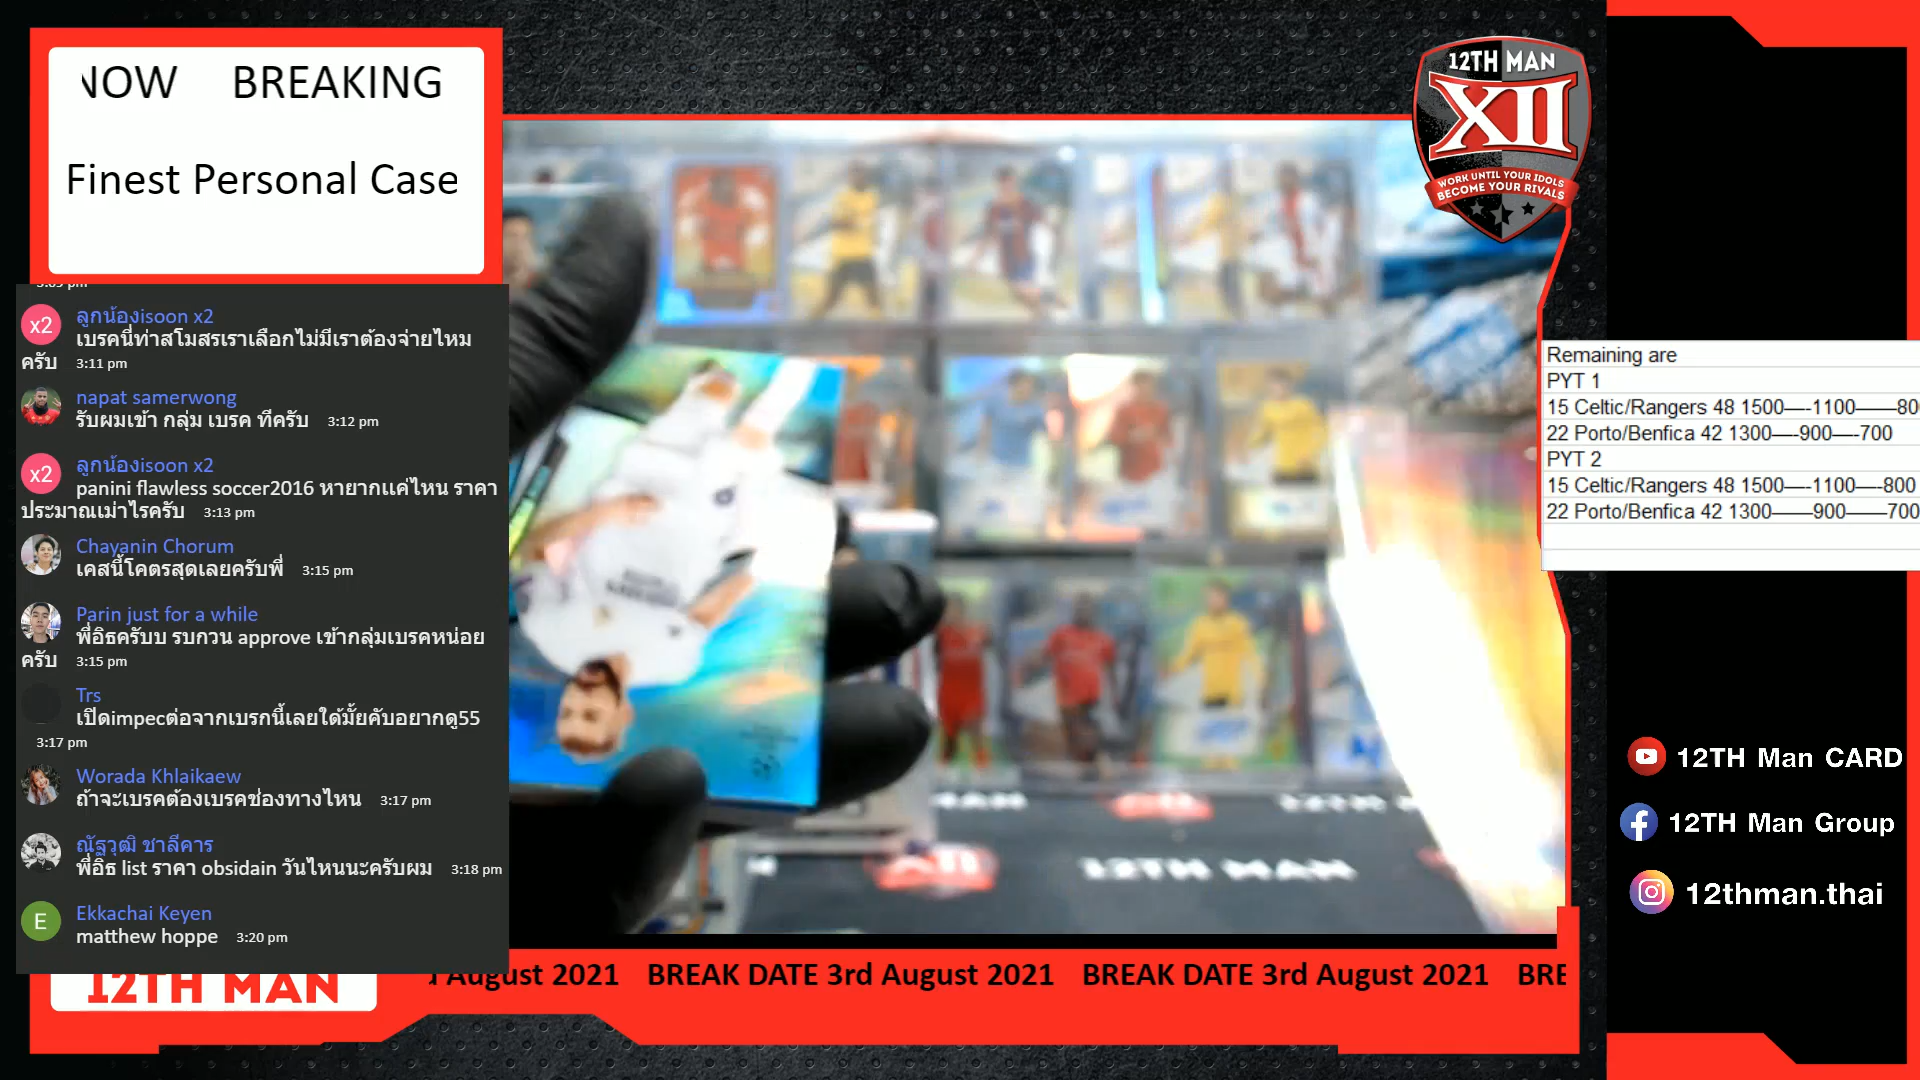 NOW BREAKING
Finest Personal Case
12TH MAN
XII
WORK UNTIL YOUR IDOLS
BECOME YOUR RIVALS
ลูกน้องisoon x2
x2
เบรคนี่ท่าสโมสรเราเลือกไม่มีเราต้องจ่ายไหม
ครับ 3:11 pm
napat samerwong
รับผมเข้า กลุ่ม เบรค ทีครับ 3:12 pm
ลูกน้องisoon x2
x2
panini flawless soccer2016 หายากแค่ไหน ราคา
ประมาณเม่าไรครับ 3:13 pm
Chayanin Chorum
เคสนี้โคตรสุดเลยครับพี่ 3:15 pm
Parin just for a while
พี่อิธครับบ รบกวน approve เข้ากลุ่มเบรคหน่อย
ครับ 3:15 pm
Trs
เปิดimpecต่อจากเบรกนี้เลยใด้มั้ยคับอยากดู55
3:17 pm
Worada Khlaikaew
ถ้าจะเบรคต้องเบรคช่องทางไหน 3:17 pm
ณัฐวุฒิ ชาลีคาร
พี่อิธ list ราคา obsidain วันไหนนะครับผม 3:18 pm
E
Ekkachai Keyen
matthew hoppe 3:20 pm
Remaining are
PYT 1
15 Celtic/Rangers 48 1500—-1100——80
22 Porto/Benfica 42 1300—-900—-700
PYT 2
15 Celtic/Rangers 48 1500—-1100—-800
22 Porto/Benfica 42 1300——900——700
12TH Man CARD
12TH Man Group
12thman.thai
12TH MAN
12TH MAN
August 2021 BREAK DATE 3rd August 2021 BREAK DATE 3rd August 2021 BRE